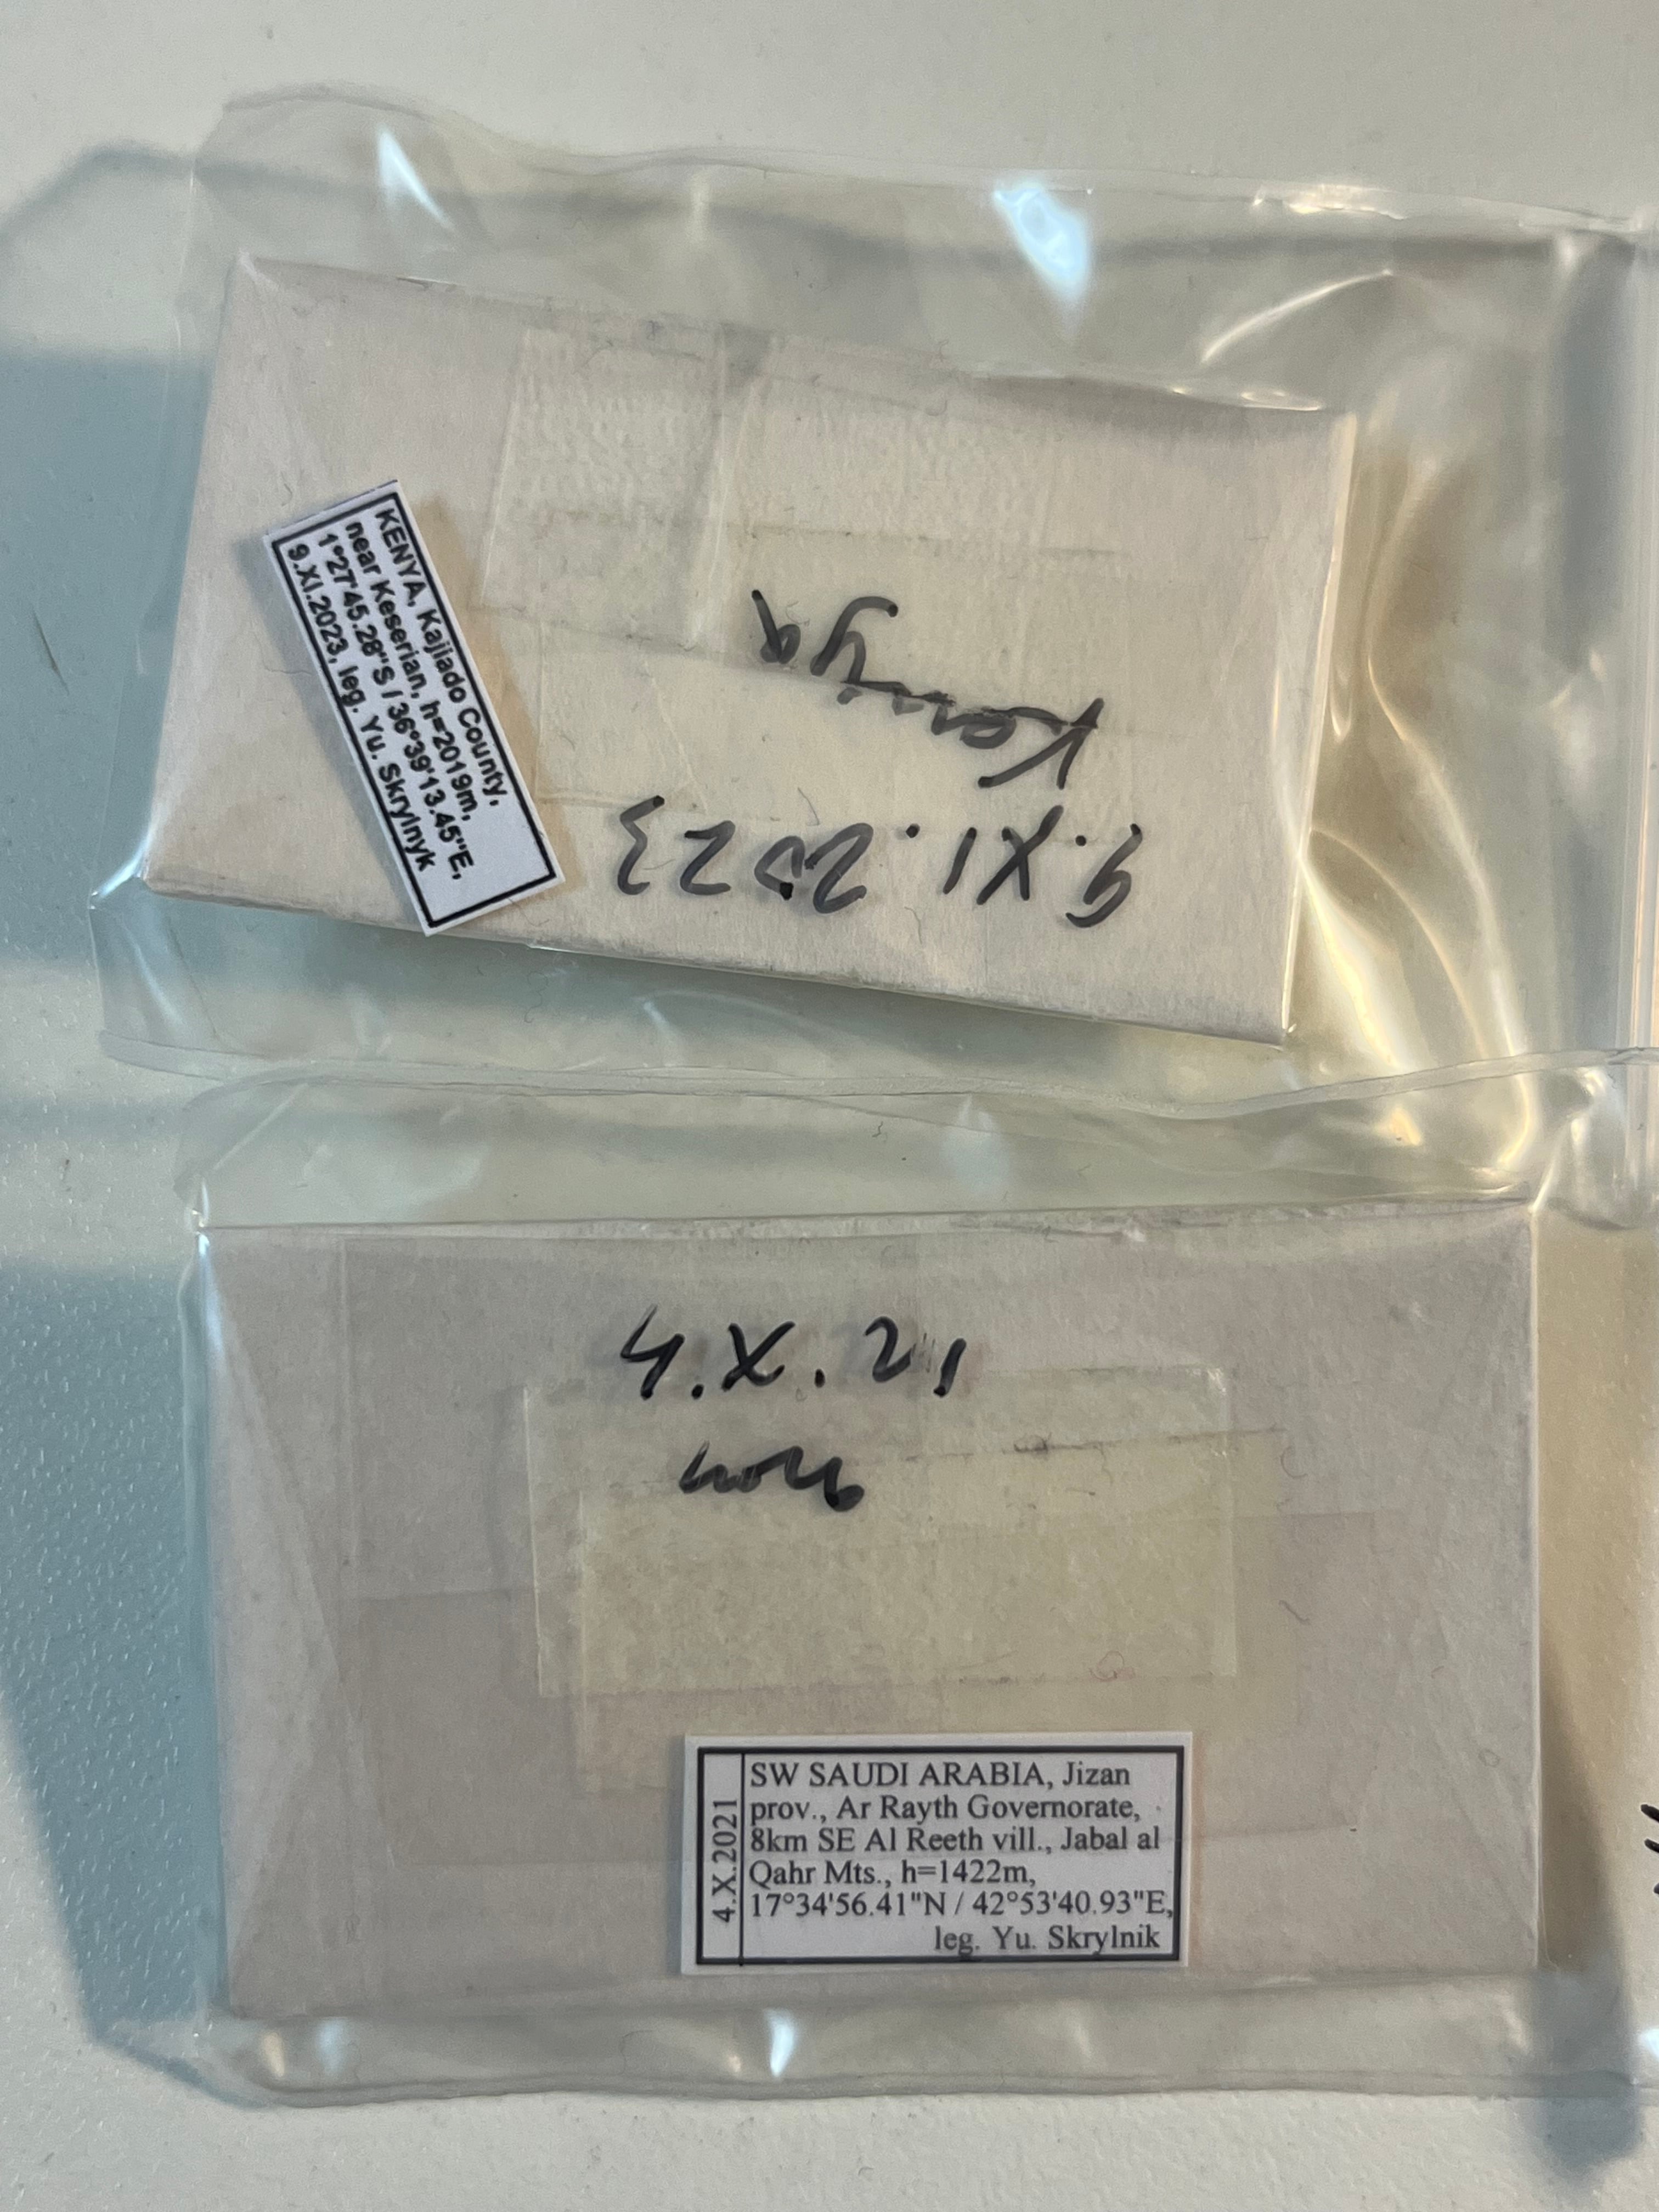 KENYA, Kajiado County,
near Keserian, h=2019m,
1°27'45.28"S / 36°39'13.45"E,
9.XI.2023, leg. Yu. Skrylnyk
9.XI.2023
Kenya
4.X.21
ночь
4.X.2021
SW SAUDI ARABIA, Jizan
prov., Ar Rayth Governorate,
8km SE Al Reeth vill., Jabal al
Qahr Mts., h=1422m,
17°34'56.41"N / 42°53'40.93"E,
leg. Yu. Skrylnik